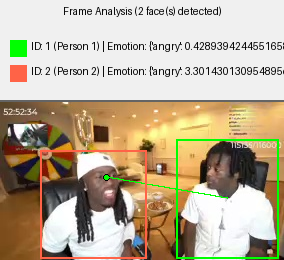 Frame Analysis (2 face(s) detected)
ID: 1 (Person 1) | Emotion: {'angry': 0.4289394244551658
ID: 2 (Person 2) | Emotion: {'angry': 3.301430130954895
52:52:34